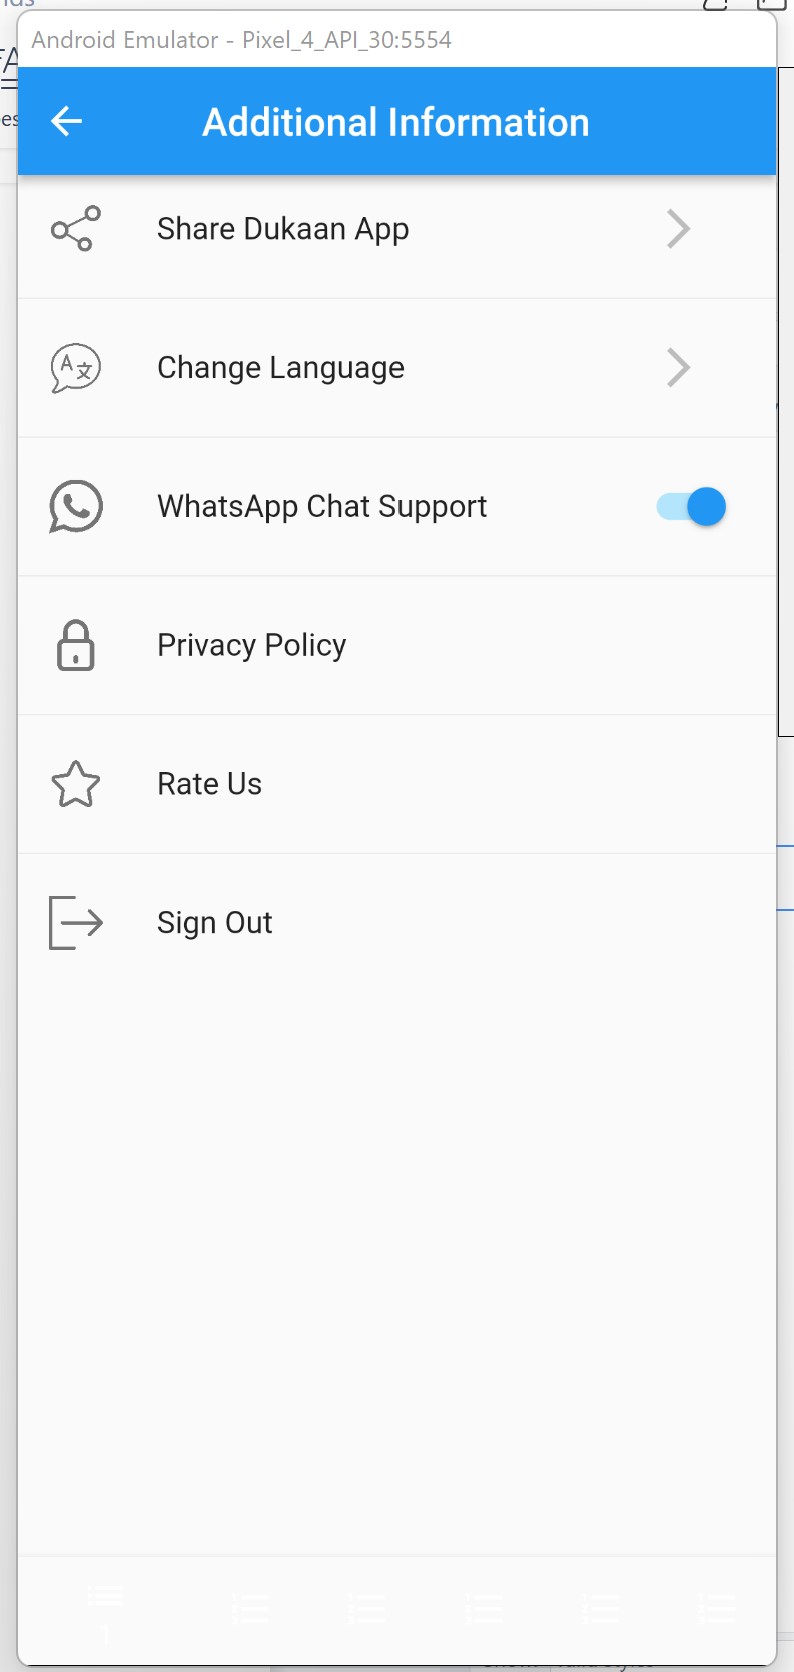 Android Emulator - Pixel_4_API_30:5554
Additional Information
Share Dukaan App
Change Language
WhatsApp Chat Support
Privacy Policy
Rate Us
Sign Out
1